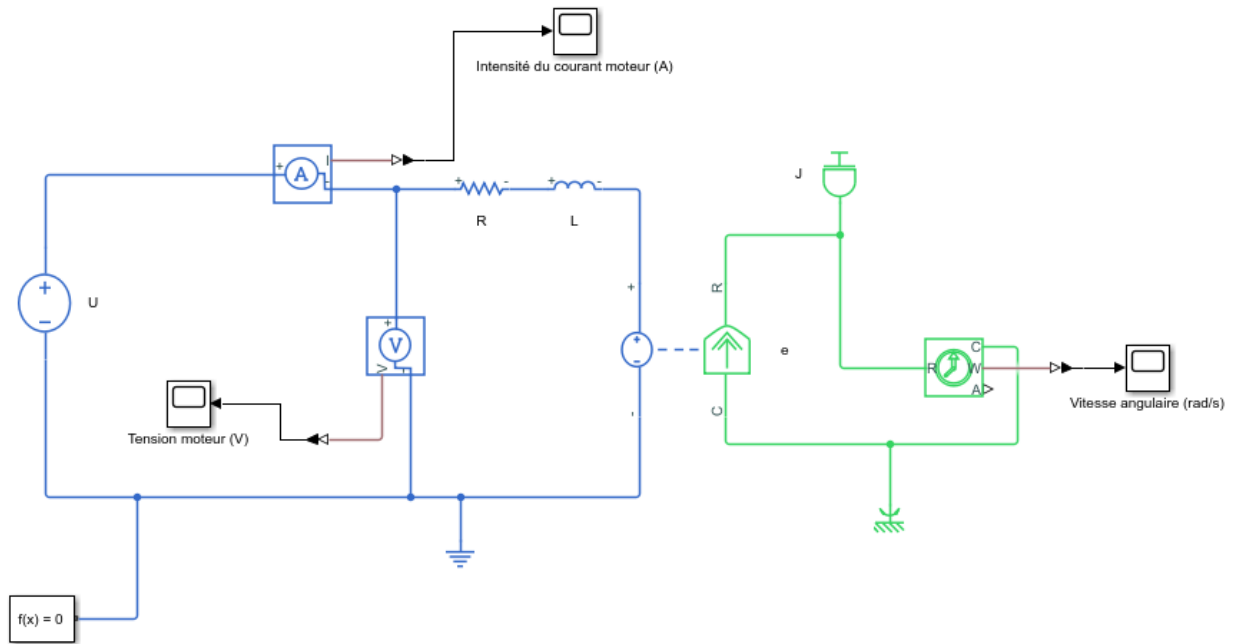 Intensité du courant moteur (A)
+
A
I
-
J
+
-
+
-
R
L
+
-
U
R
+
+
V
V
-
+
-
e
C
R
W
A
Vitesse angulaire (rad/s)
Tension moteur (V)
C
-
f(x) = 0